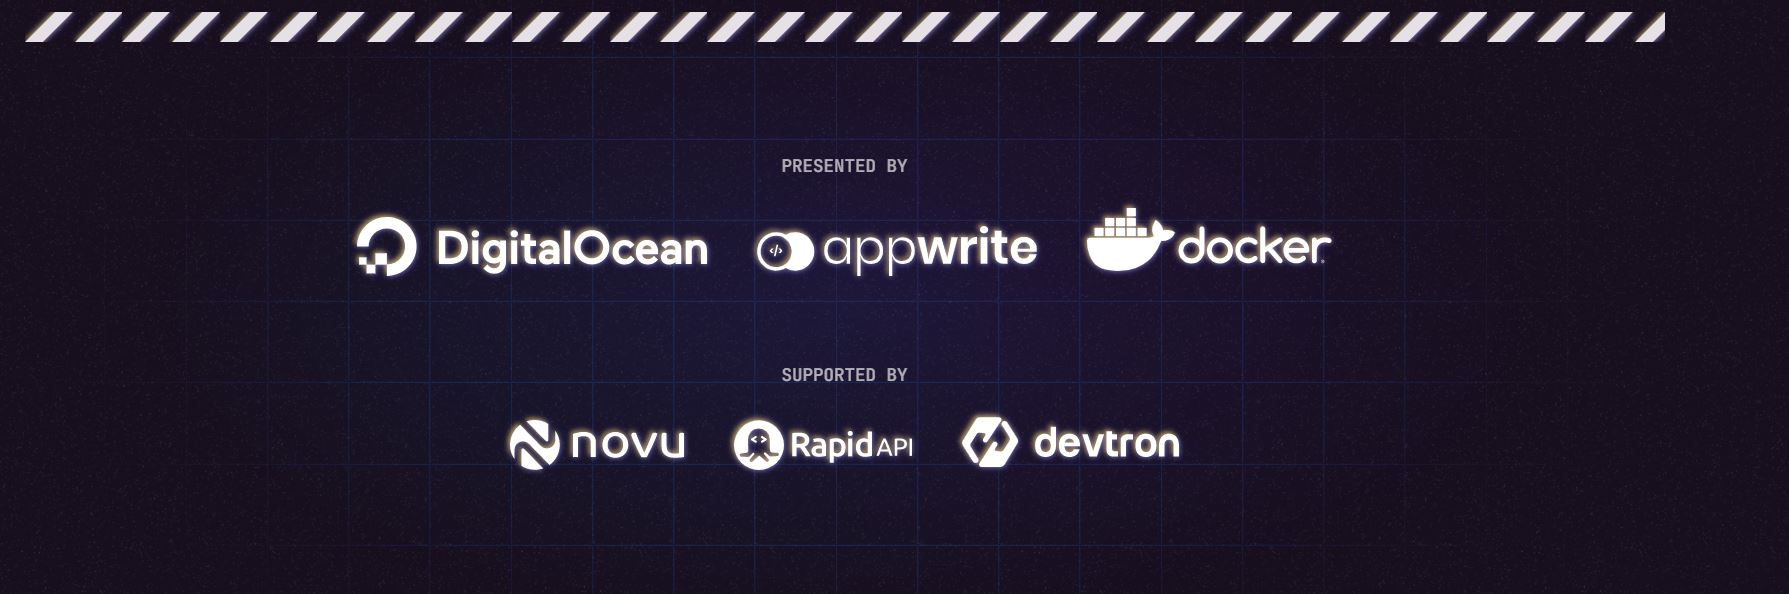 PRESENTED BY
DigitalOcean appwrite docker
SUPPORTED BY
novu RapidAPI devtron